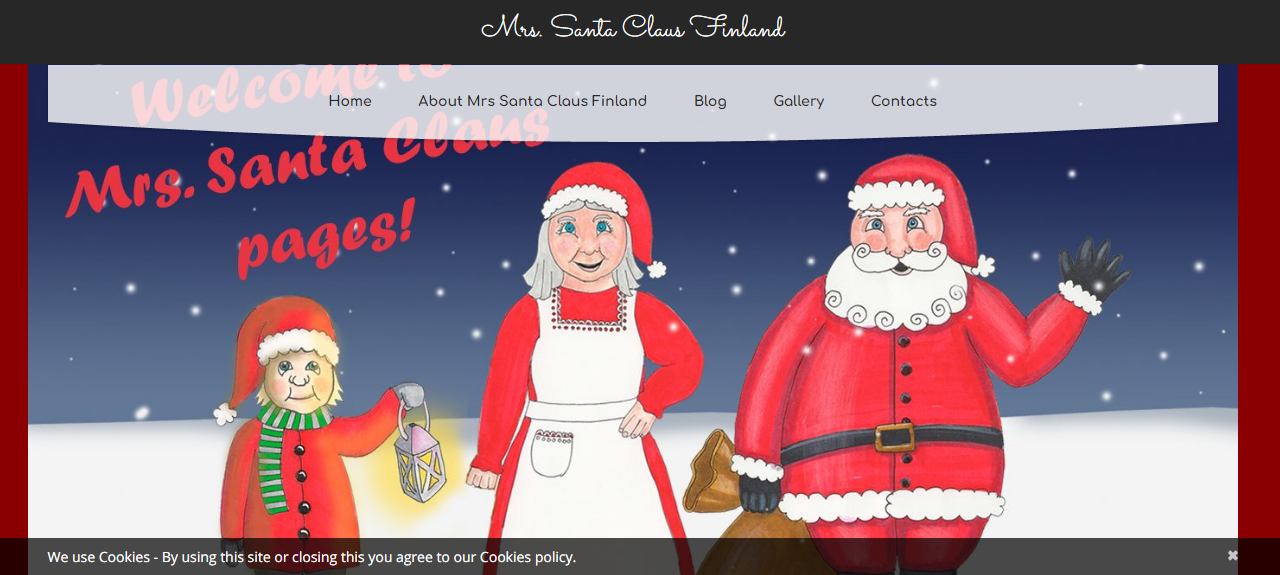 Mrs. Santa Claus Finland
Home About Mrs Santa Claus Finland Blog Gallery Contacts
Welcome to
Mrs. Santa Claus
pages!
We use Cookies - By using this site or closing this you agree to our Cookies policy.